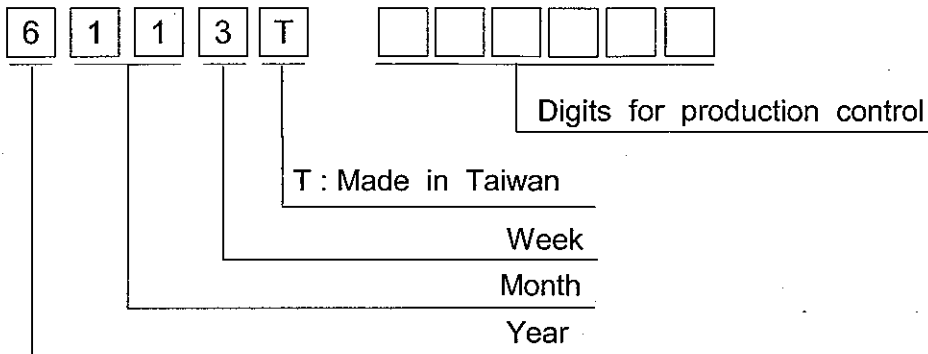 6 1 1 3 T
Digits for production control
T : Made in Taiwan
Week
Month
Year